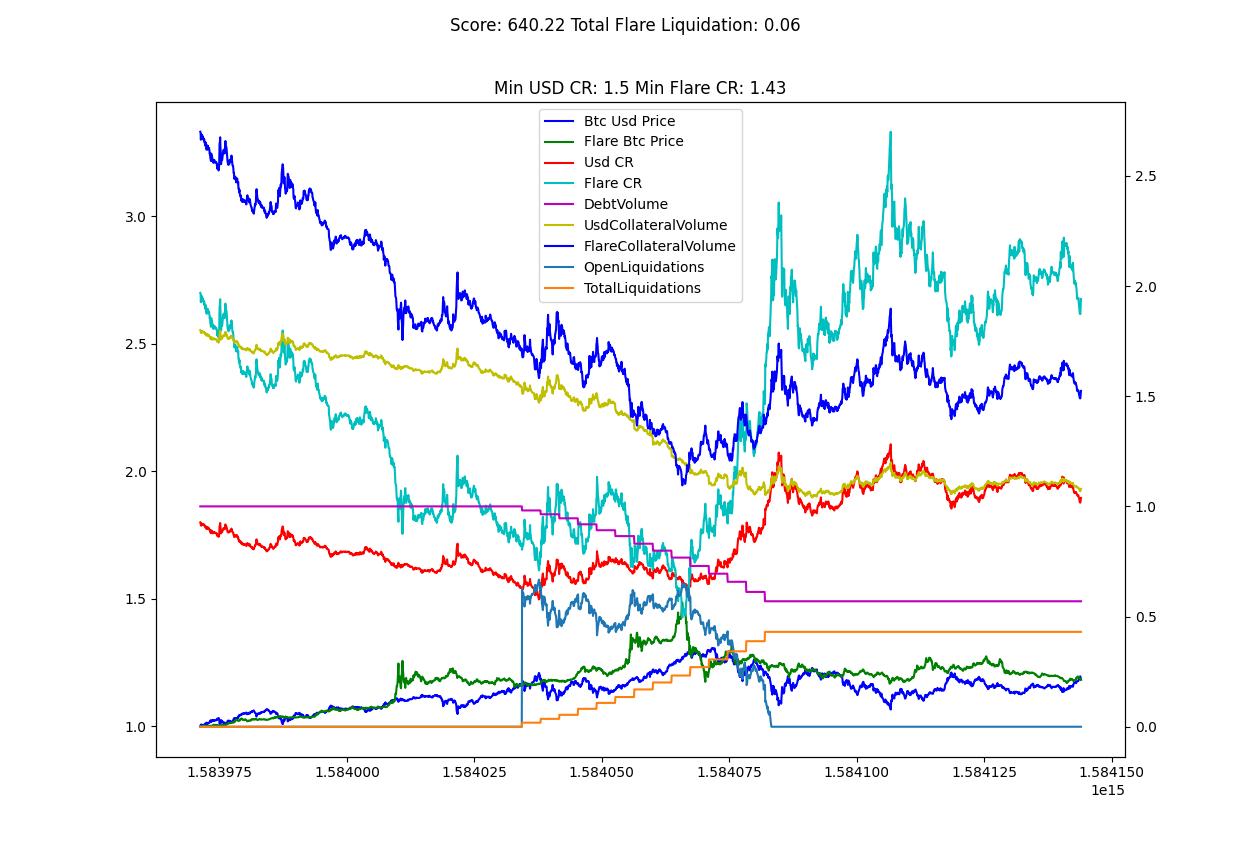 Score: 640.22 Total Flare Liquidation: 0.06
Min USD CR: 1.5 Min Flare CR: 1.43
Btc Usd Price
Flare Btc Price
Usd CR
Flare CR
DebtVolume
UsdCollateralVolume
FlareCollateralVolume
OpenLiquidations
TotalLiquidations
3.0
2.5
2.0
1.5
1.0
2.5
2.0
1.5
1.0
0.5
0.0
1.583975
1.584000
1.584025
1.584050
1.584075
1.584100
1.584125
1.584150
1e15